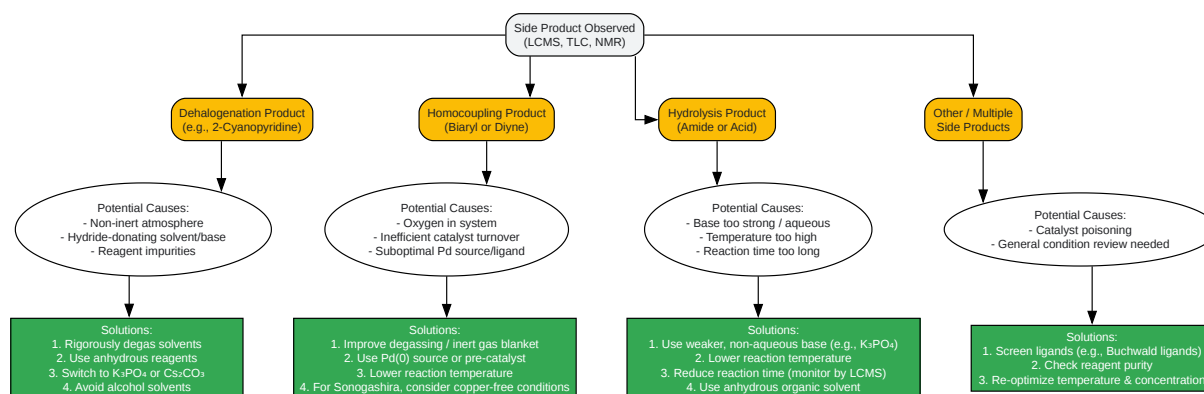 Side Product Observed
(LCMS, TLC, NMR)
Dehalogenation Product
(e.g., 2-Cyanopyridine)
Homocoupling Product
(Biaryl or Diyne)
Hydrolysis Product
(Amide or Acid)
Other / Multiple
Side Products
Potential Causes:
- Non-inert atmosphere
- Hydride-donating solvent/base
- Reagent impurities
Potential Causes:
- Oxygen in system
- Inefficient catalyst turnover
- Suboptimal Pd source/ligand
Potential Causes:
- Base too strong / aqueous
- Temperature too high
- Reaction time too long
Potential Causes:
- Catalyst poisoning
- General condition review needed
Solutions:
1. Rigorously degas solvents
2. Use anhydrous reagents
3. Switch to K₃PO₄ or Cs₂CO₃
4. Avoid alcohol solvents
Solutions:
1. Improve degassing / inert gas blanket
2. Use Pd(0) source or pre-catalyst
3. Lower reaction temperature
4. For Sonogashira, consider copper-free conditions
Solutions:
1. Use weaker, non-aqueous base (e.g., K₃PO₄)
2. Lower reaction temperature
3. Reduce reaction time (monitor by LCMS)
4. Use anhydrous organic solvent
Solutions:
1. Screen ligands (e.g., Buchwald ligands)
2. Check reagent purity
3. Re-optimize temperature & concentration